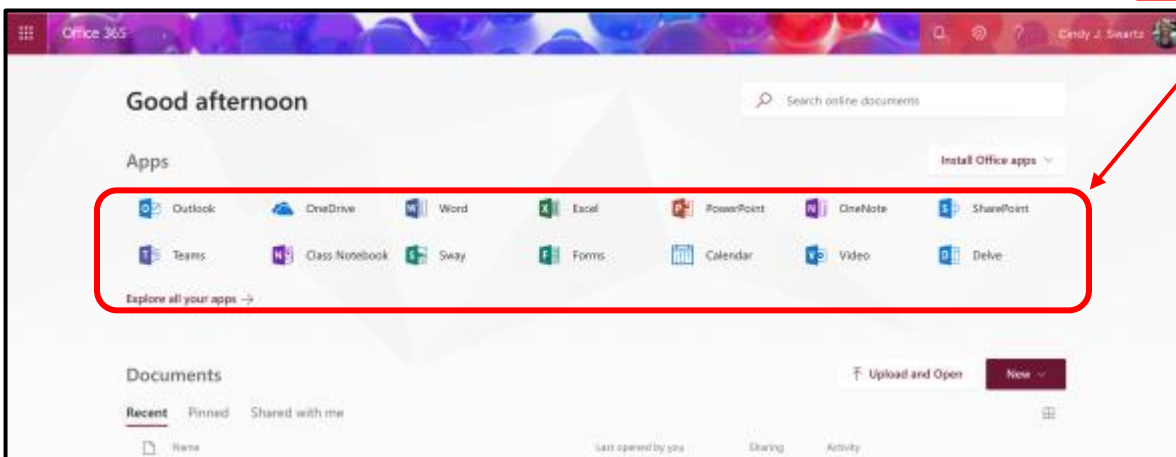 Office 365 Cindy J. Swartz
Good afternoon
Search online documents
Apps
Install Office apps
Outlook OneDrive Word Excel PowerPoint OneNote SharePoint
Teams Class Notebook Sway Forms Calendar Video Delve
Explore all your apps →
Documents
Upload and Open New
Recent Pinned Shared with me
Name Last opened by you Sharing Activity